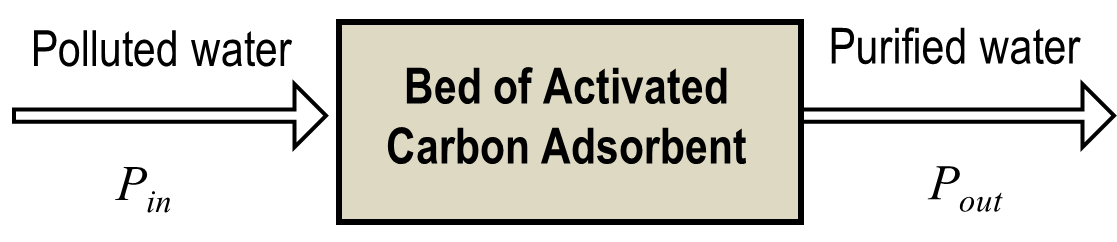 Polluted water
Purified water
Bed of Activated
Carbon Adsorbent
P_in
P_out